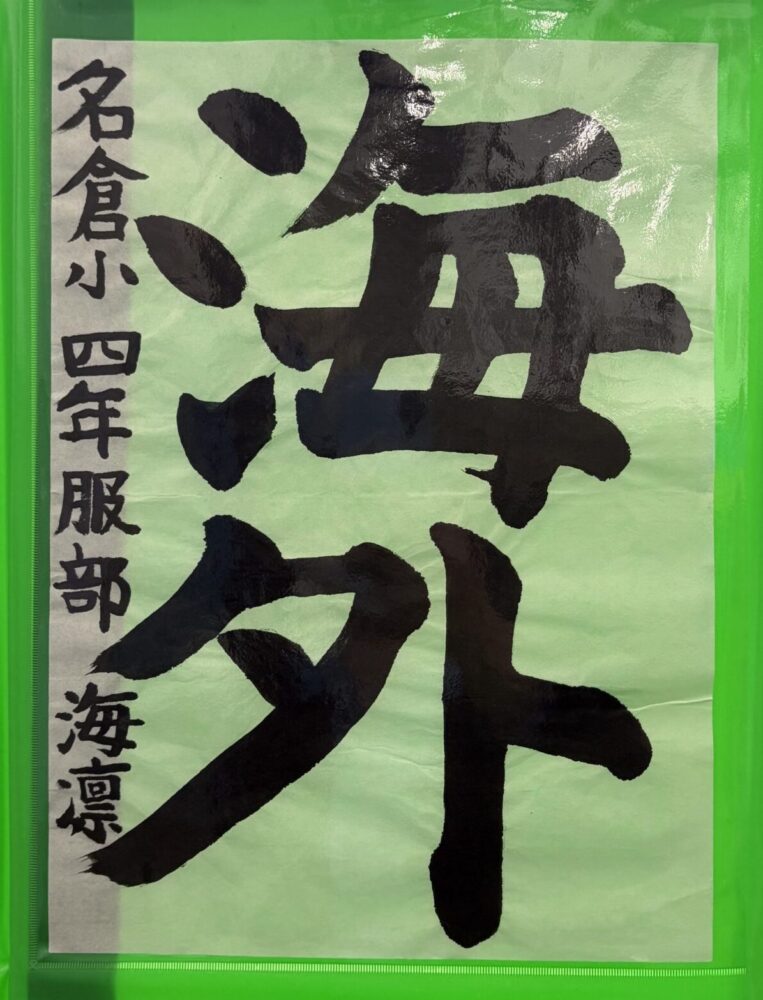 海外
名倉小 四年 服部 海凛